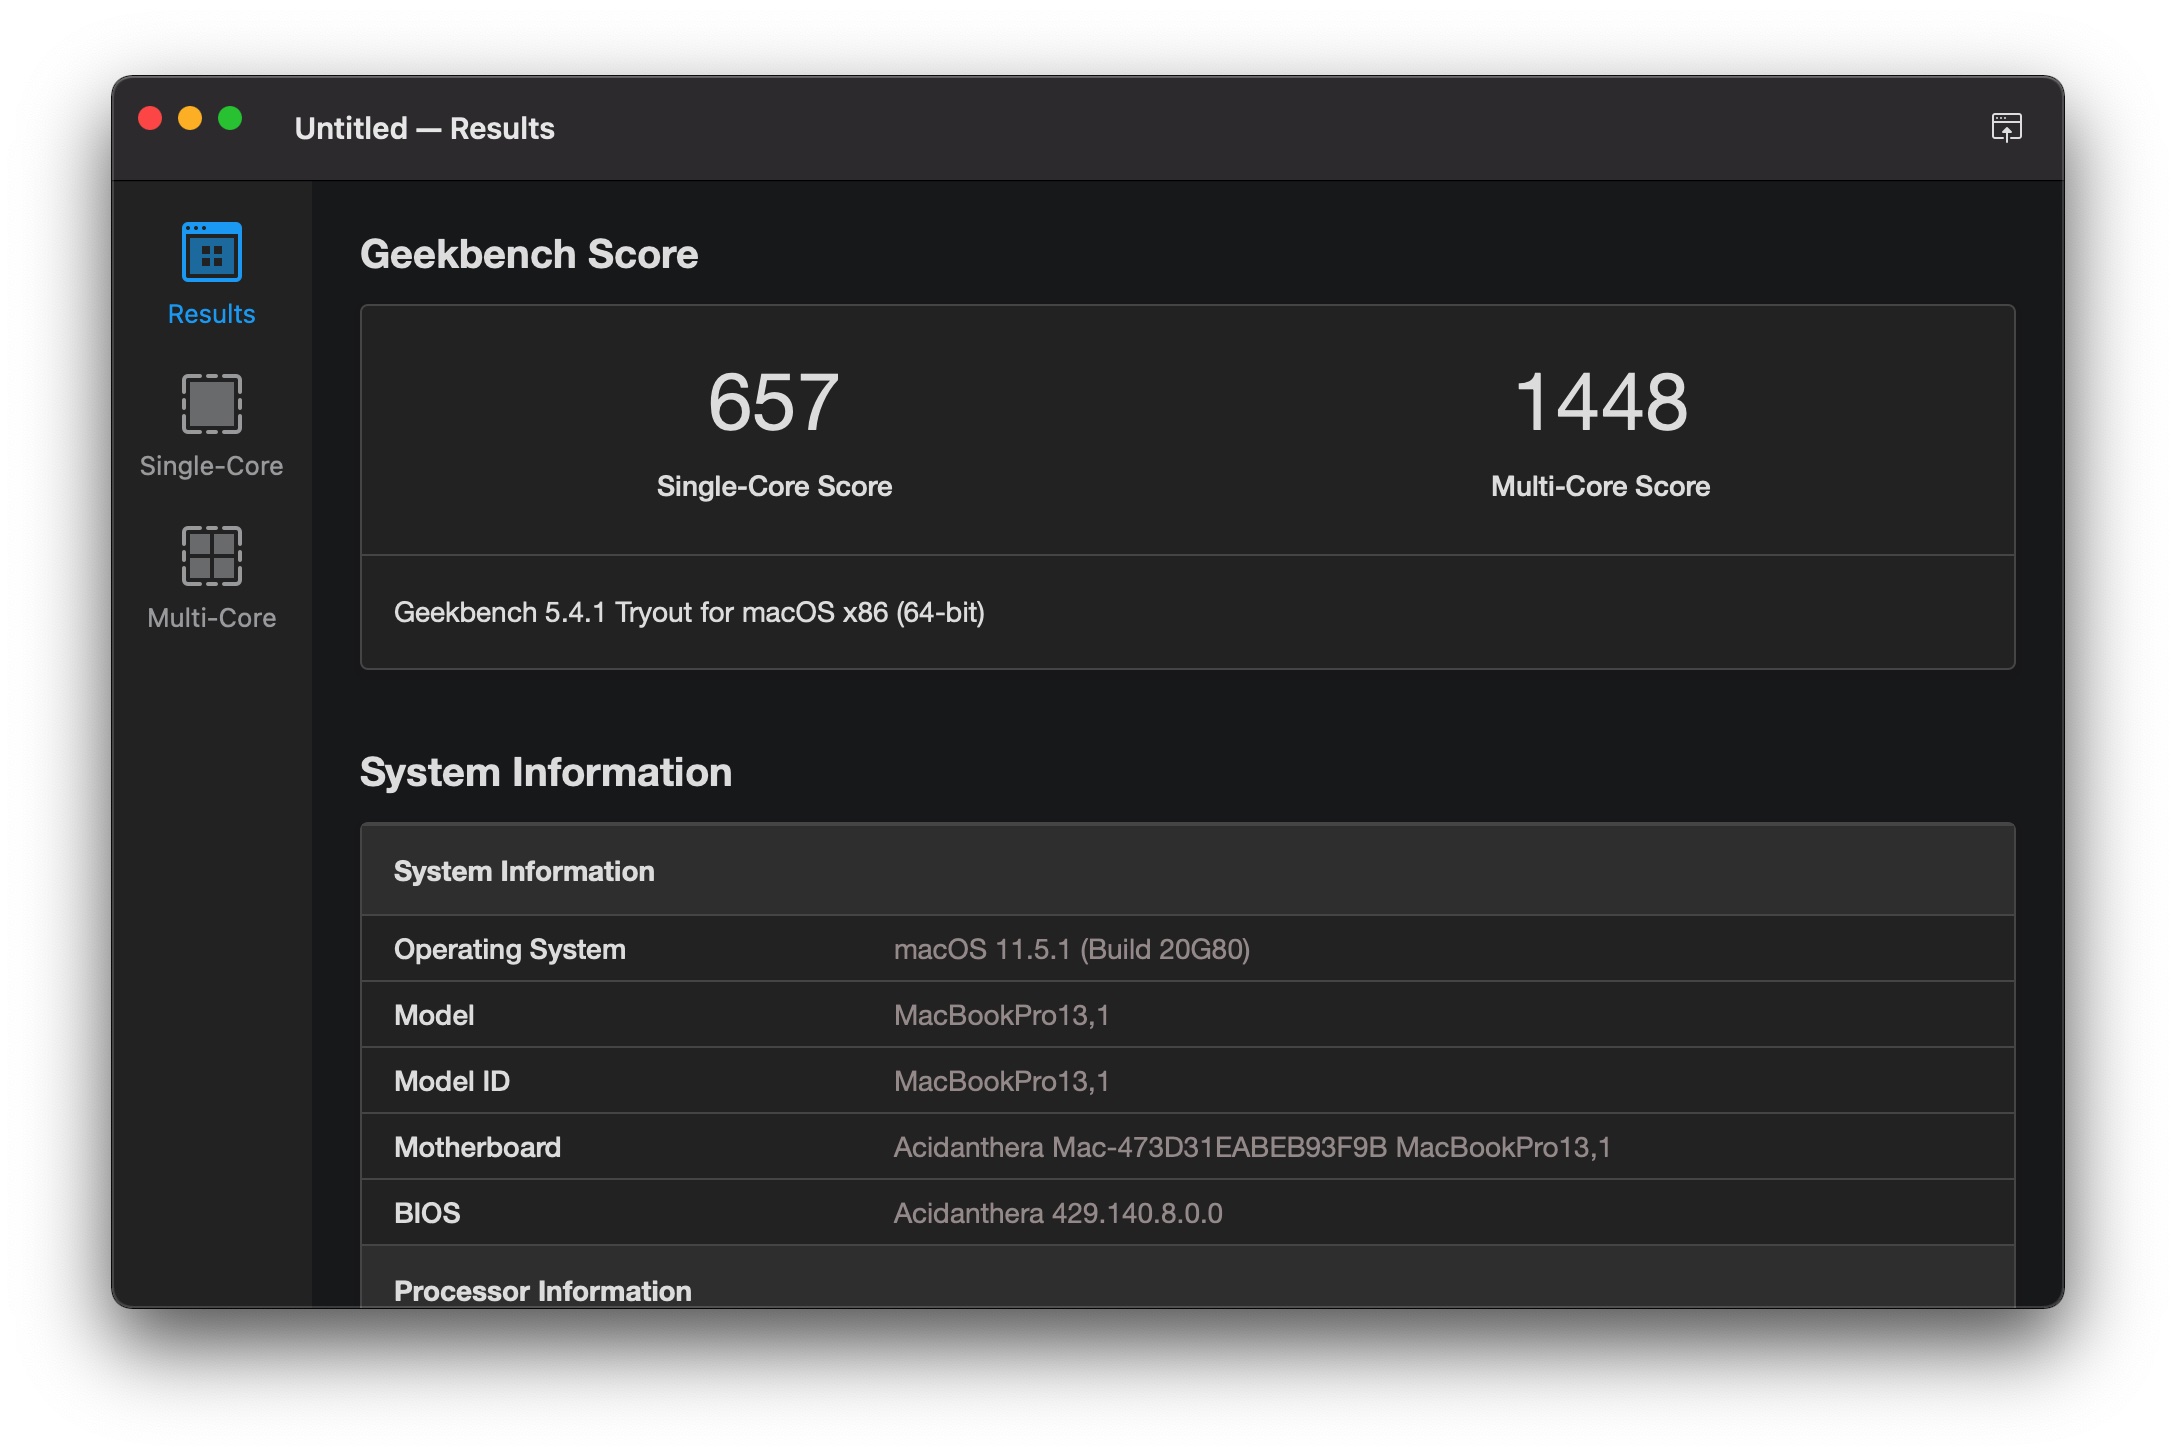 Untitled — Results
Results
Single-Core
Multi-Core
Geekbench Score
657
Single-Core Score
1448
Multi-Core Score
Geekbench 5.4.1 Tryout for macOS x86 (64-bit)
System Information
System Information
Operating System macOS 11.5.1 (Build 20G80)
Model MacBookPro13,1
Model ID MacBookPro13,1
Motherboard Acidanthera Mac-473D31EABEB93F9B MacBookPro13,1
BIOS Acidanthera 429.140.8.0.0
Processor Information